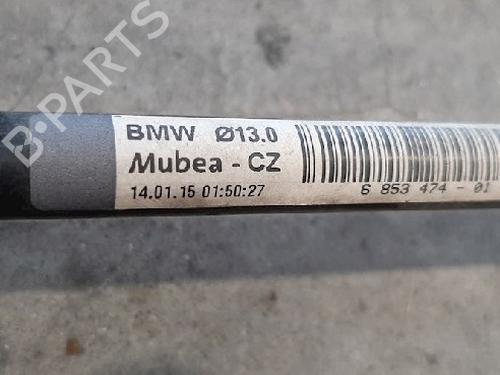 B-PARTS
BMW Ø13.0
Mubea - CZ
14.01.15 01:50:27
6 853 474 - 01